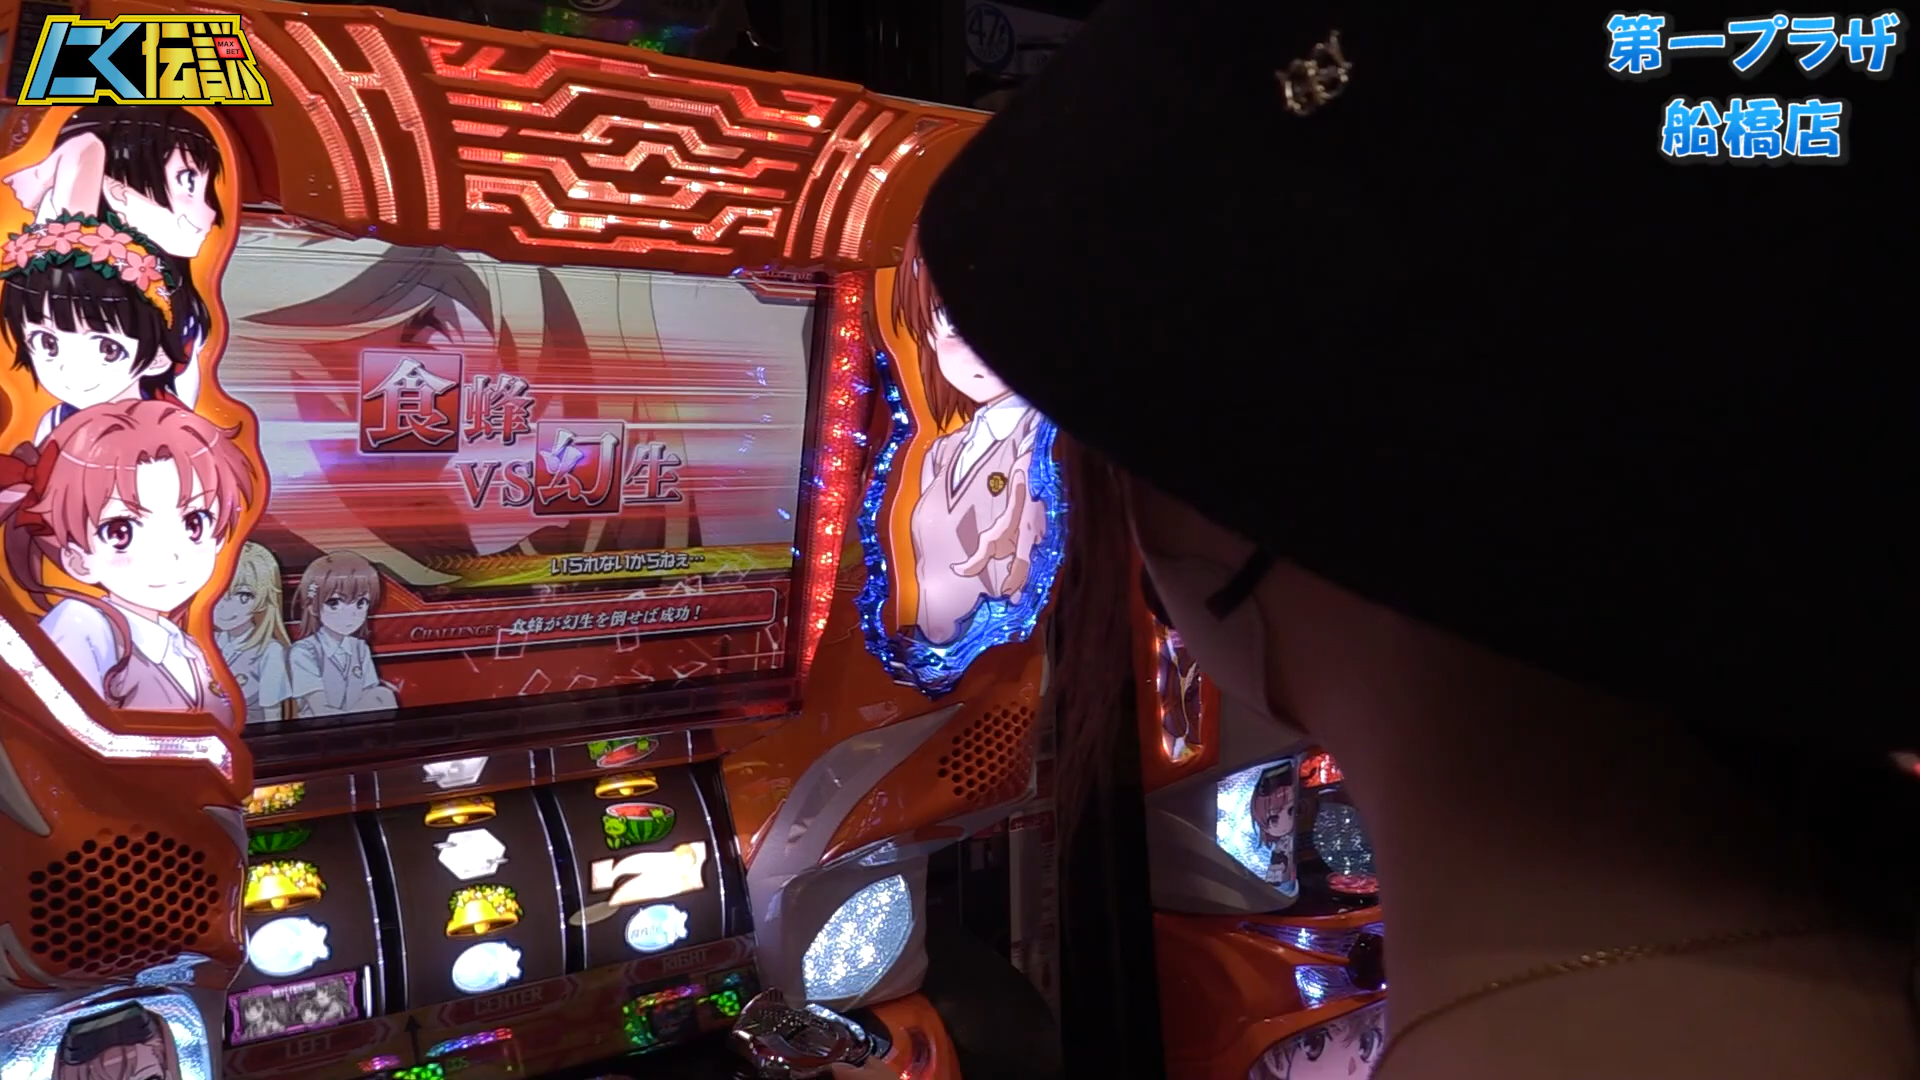 にく伝説
MAX
BET
第一プラザ
船橋店
47
食蜂
VS幻生
いられないからねぇ…
CHALLENGE 食蜂が幻生を倒せば成功！
LEFT
CENTER
RIGHT